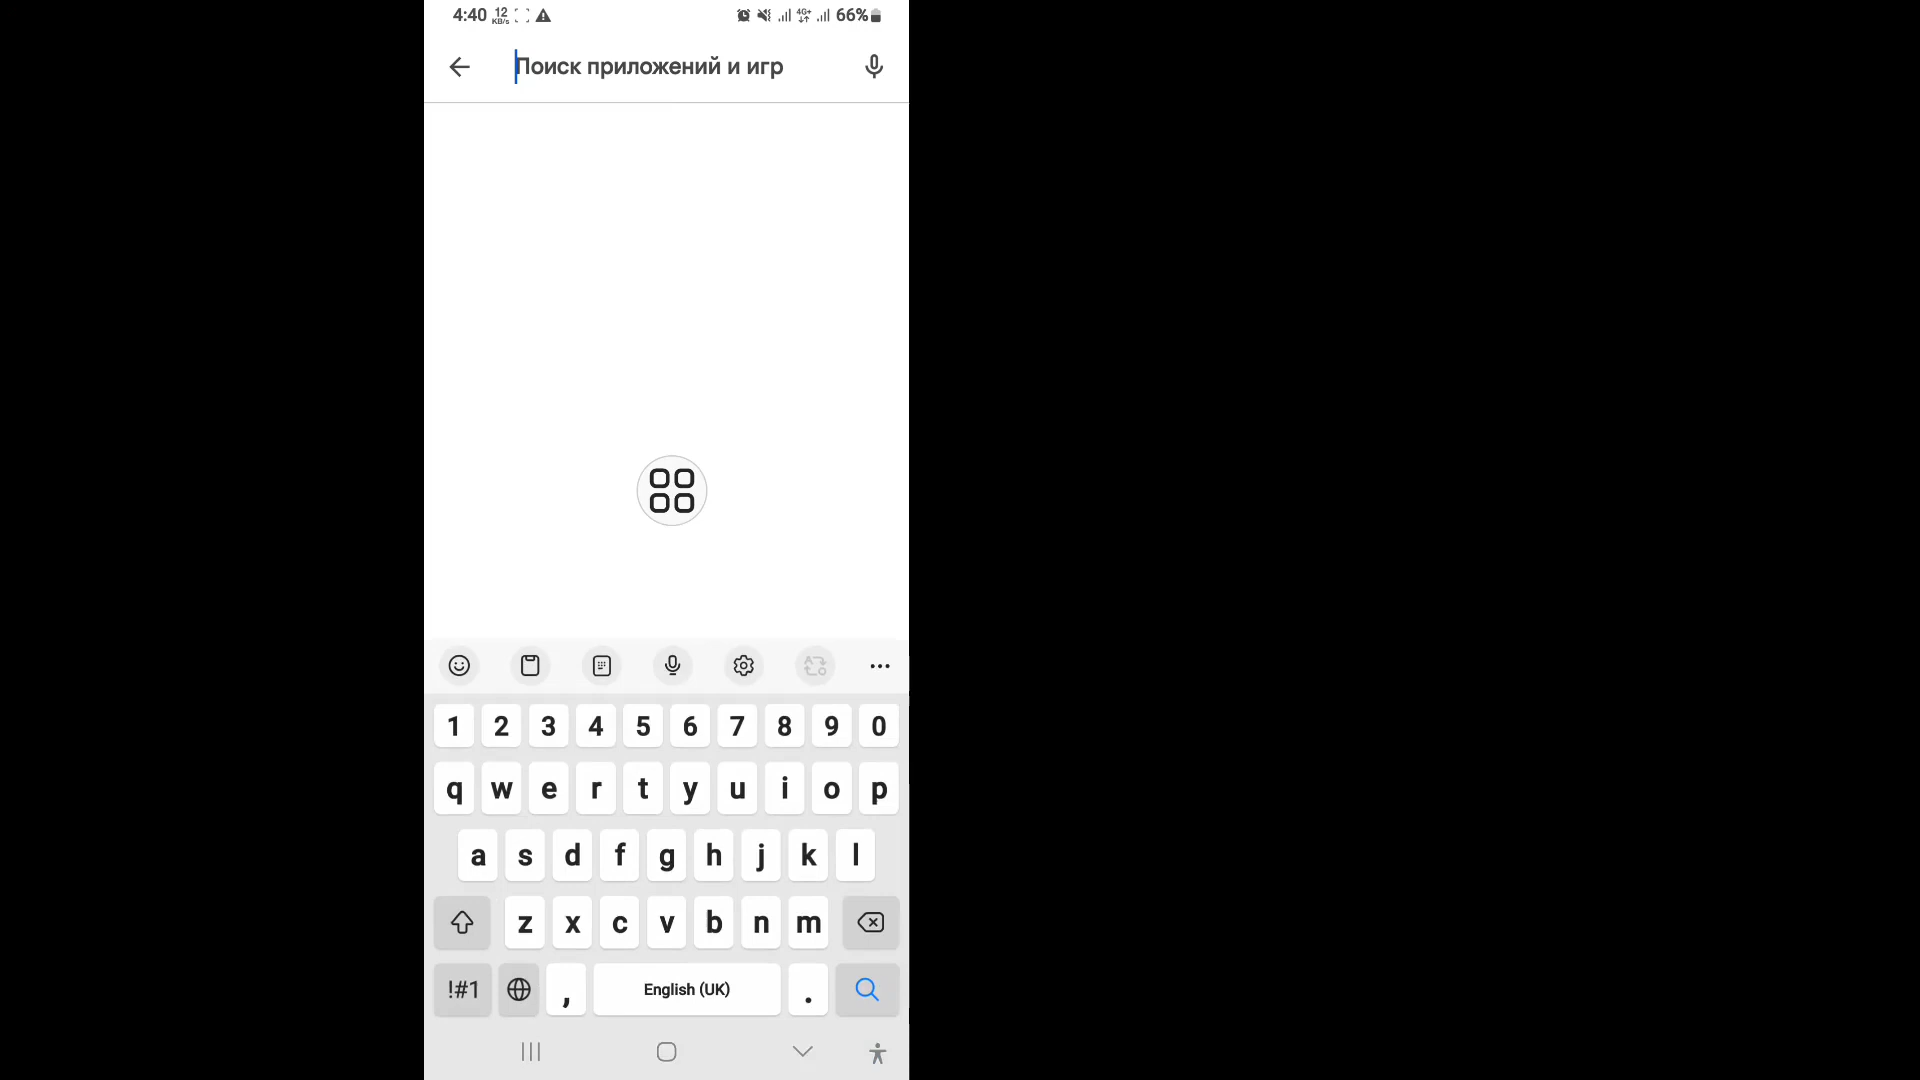 4:40 12 KB/s 4G+ 66%
Поиск приложений и игр
1 2 3 4 5 6 7 8 9 0
q w e r t y u i o p
a s d f g h j k l
z x c v b n m
!#1 , English (UK) .